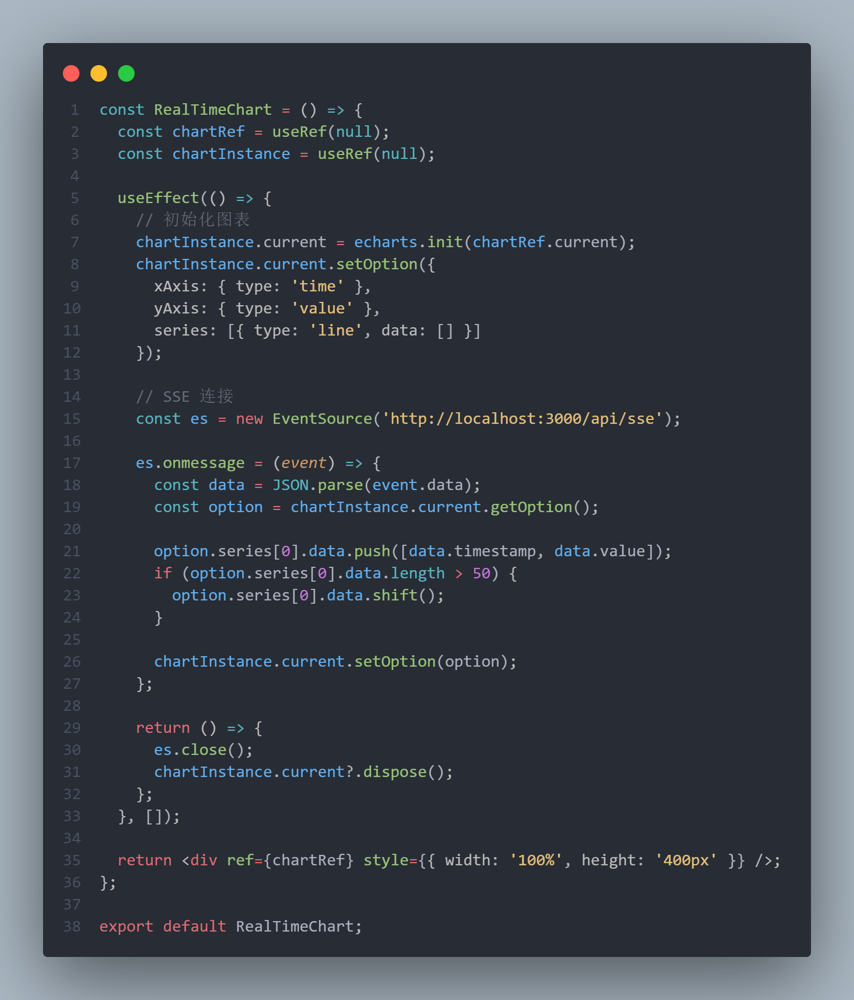 1 const RealTimeChart = () => {
2   const chartRef = useRef(null);
3   const chartInstance = useRef(null);
4
5   useEffect(() => {
6     // 初始化图表
7     chartInstance.current = echarts.init(chartRef.current);
8     chartInstance.current.setOption({
9       xAxis: { type: 'time' },
10       yAxis: { type: 'value' },
11       series: [{ type: 'line', data: [] }]
12     });
13
14     // SSE 连接
15     const es = new EventSource('http://localhost:3000/api/sse');
16
17     es.onmessage = (event) => {
18       const data = JSON.parse(event.data);
19       const option = chartInstance.current.getOption();
20
21       option.series[0].data.push([data.timestamp, data.value]);
22       if (option.series[0].data.length > 50) {
23         option.series[0].data.shift();
24       }
25
26       chartInstance.current.setOption(option);
27     };
28
29     return () => {
30       es.close();
31       chartInstance.current?.dispose();
32     };
33   }, []);
34
35   return <div ref={chartRef} style={{ width: '100%', height: '400px' }} />;
36 };
37
38 export default RealTimeChart;